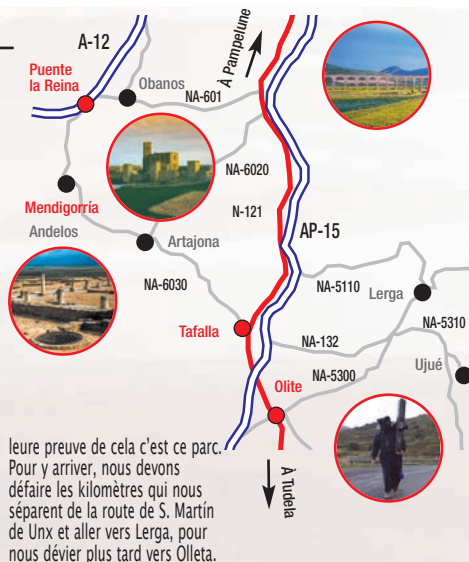 A-12
À Pampelune
Puente
la Reina
Obanos
NA-601
NA-6020
Mendigorría
N-121
Andelos
Artajona
AP-15
NA-6030
NA-5110
Lerga
NA-5310
Tafalla
NA-132
Ujué
NA-5300
Olite
À Tudela
leure preuve de cela c'est ce parc.
Pour y arriver, nous devons
défaire les kilomètres qui nous
séparent de la route de S. Martín
de Unx et aller vers Lerga, pour
nous dévier plus tard vers Olleta.